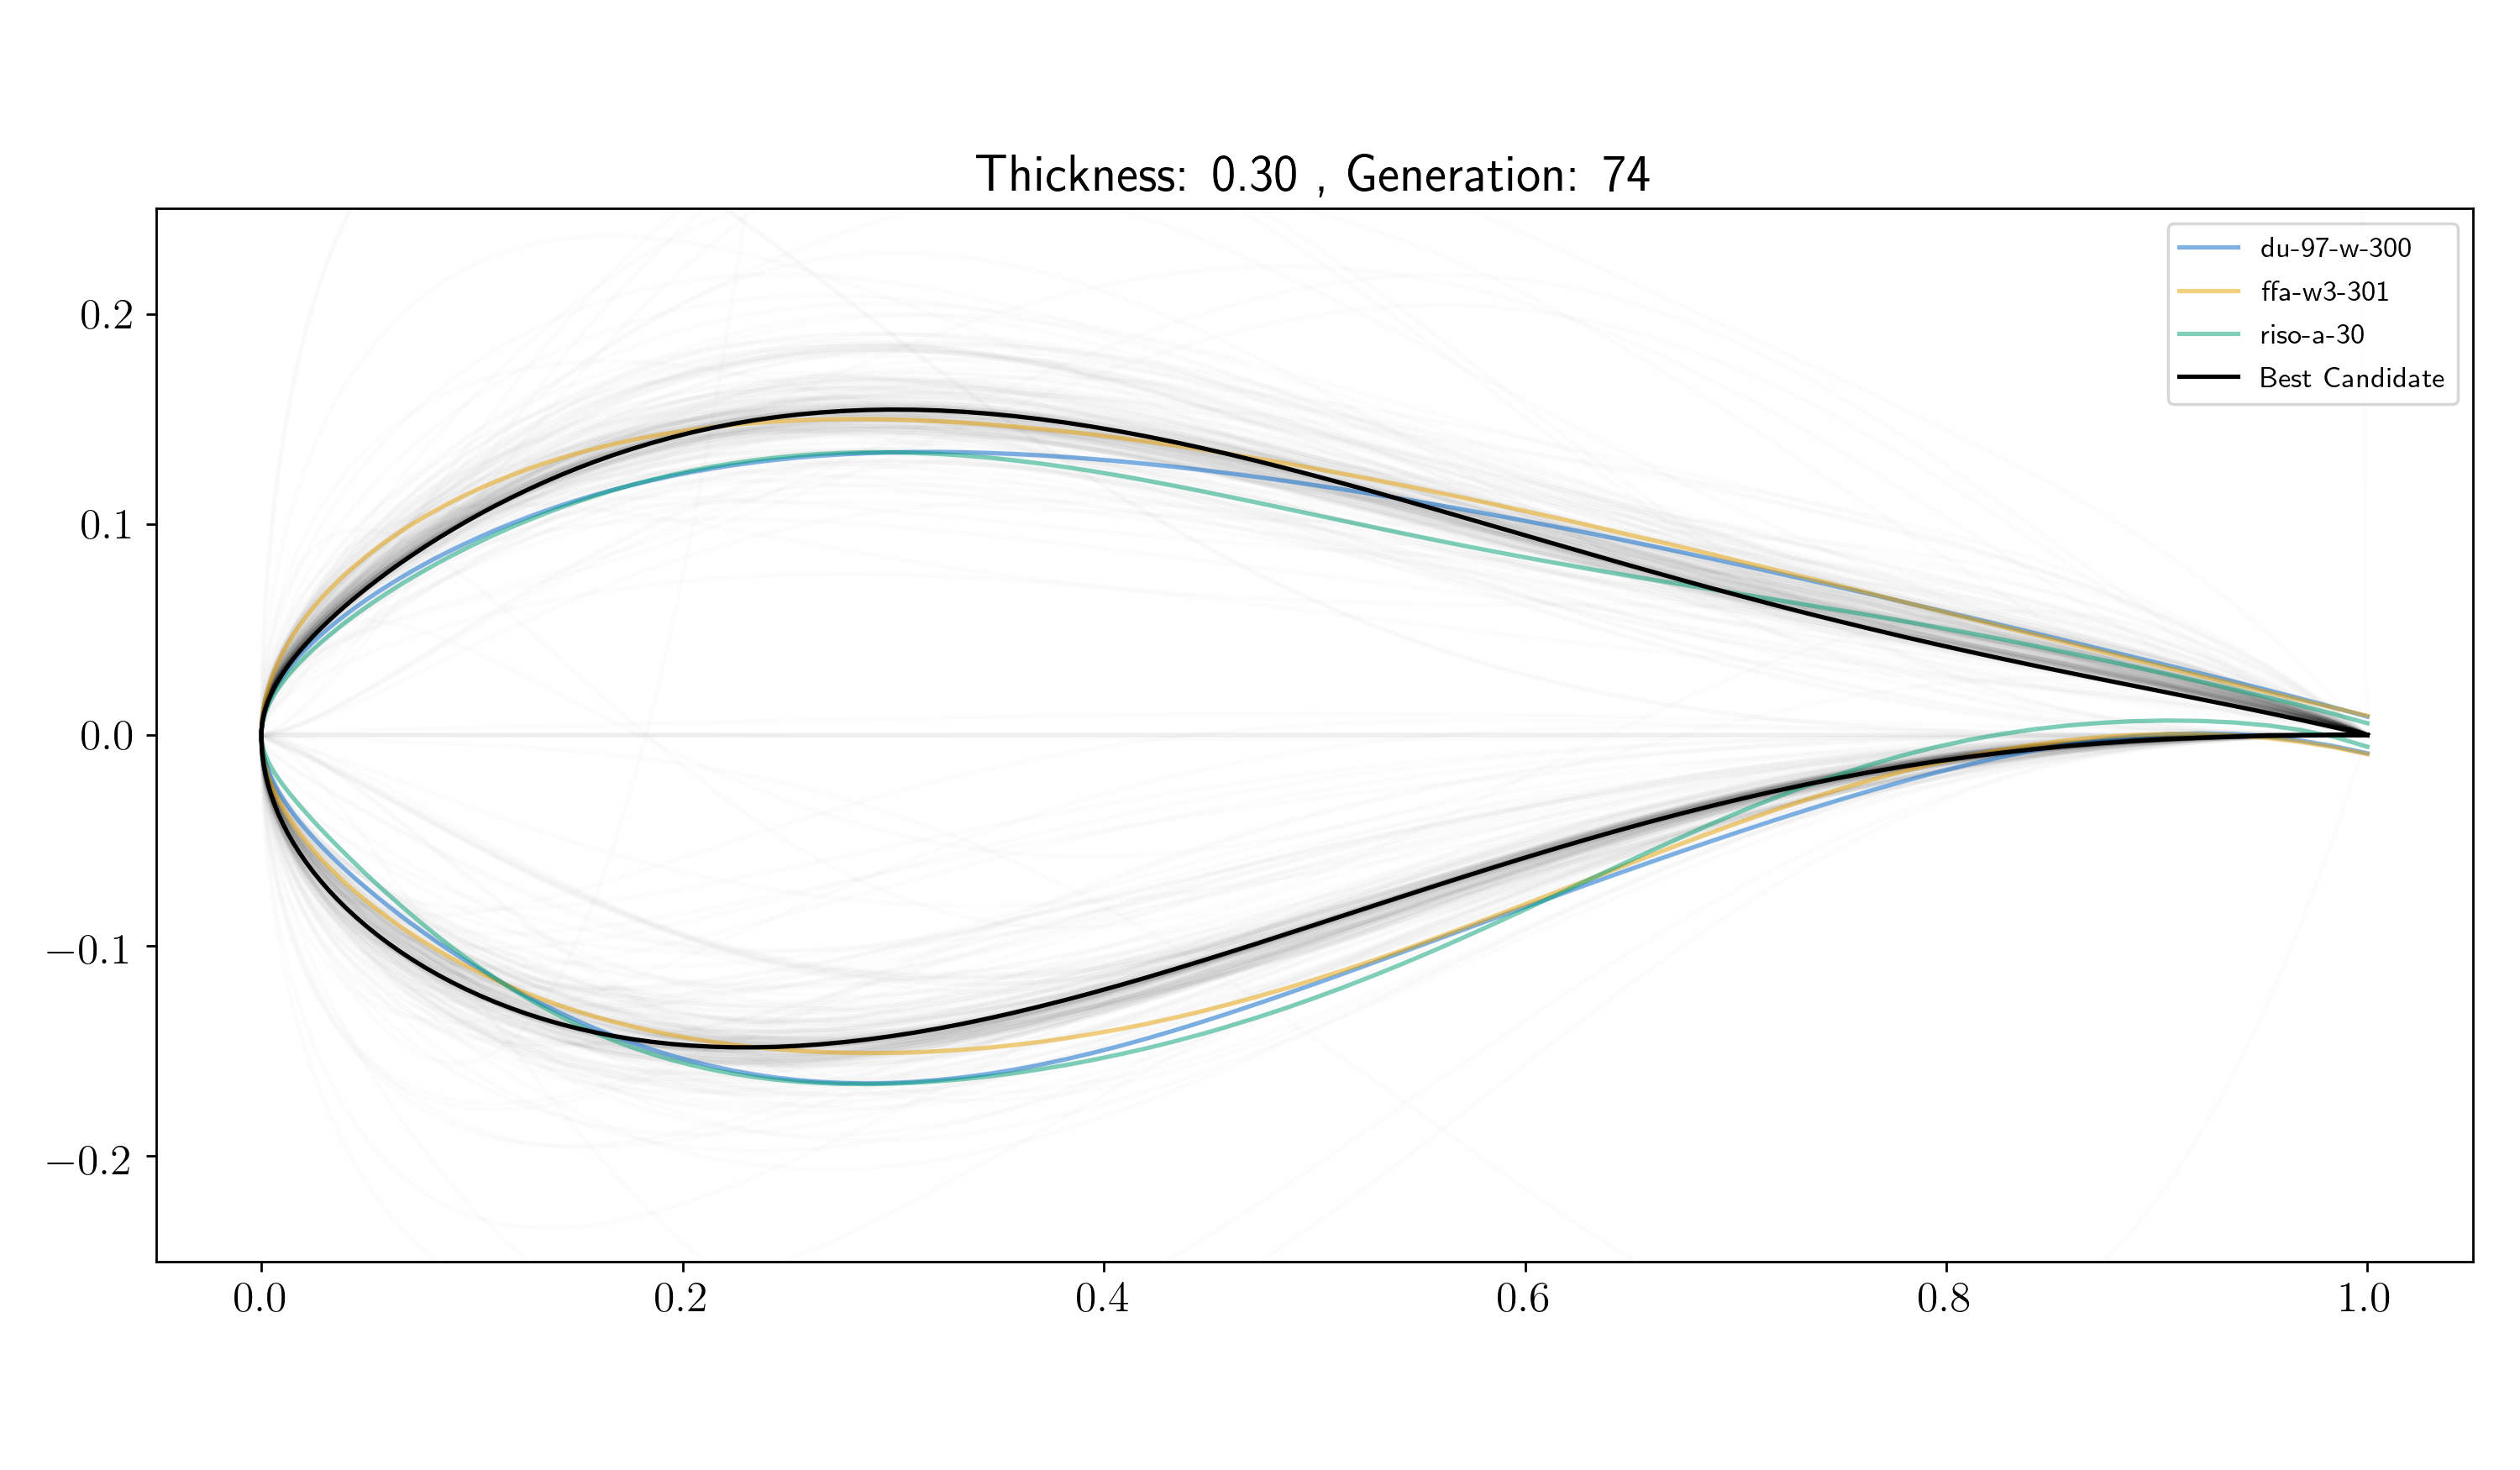 Thickness: 0.30 , Generation: 74
du-97-w-300
ffa-w3-301
riso-a-30
Best Candidate
0.2
0.1
0.0
−0.1
−0.2
0.0 0.2 0.4 0.6 0.8 1.0